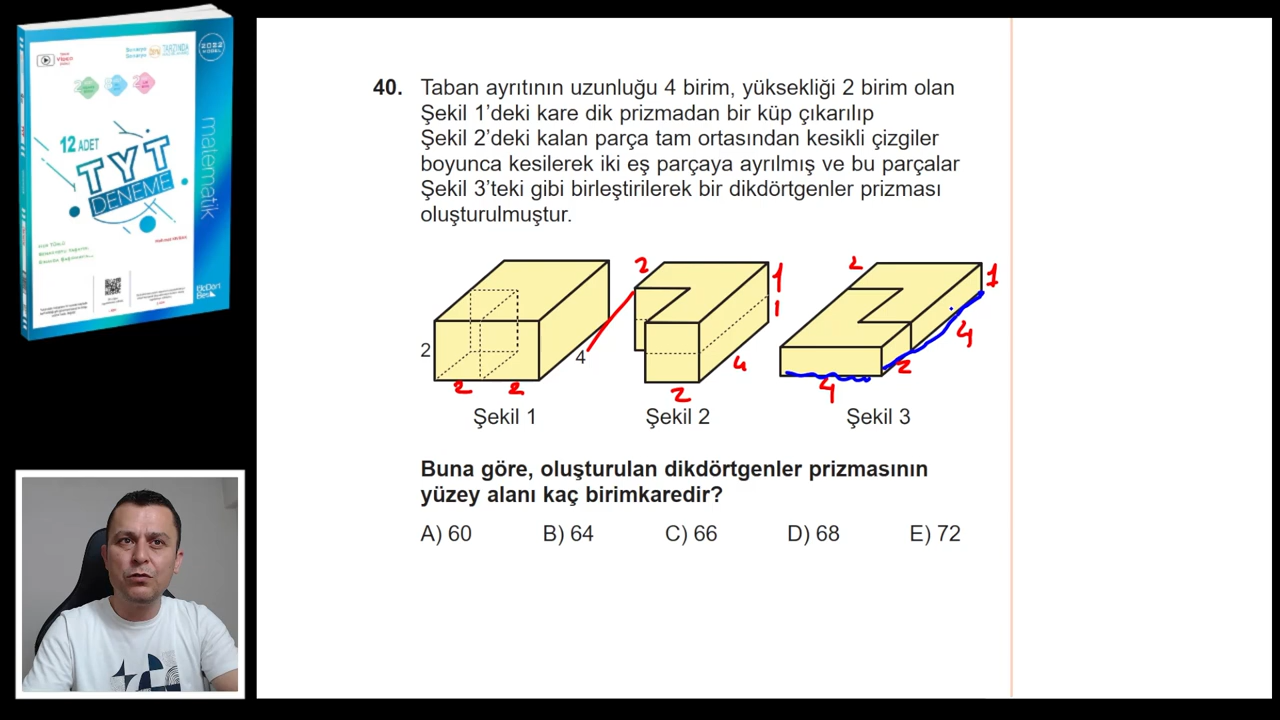 2022
MODEL
TARZINDA
12 ADET
TYT
DENEME
matematik
40. Taban ayrıtının uzunluğu 4 birim, yüksekliği 2 birim olan
Şekil 1’deki kare dik prizmadan bir küp çıkarılıp
Şekil 2’deki kalan parça tam ortasından kesikli çizgiler
boyunca kesilerek iki eş parçaya ayrılmış ve bu parçalar
Şekil 3’teki gibi birleştirilerek bir dikdörtgenler prizması
oluşturulmuştur.
2 2 2 4
2 1 1 4 2
2 1 4 2 4
Şekil 1 Şekil 2 Şekil 3
Buna göre, oluşturulan dikdörtgenler prizmasının
yüzey alanı kaç birimkaredir?
A) 60 B) 64 C) 66 D) 68 E) 72